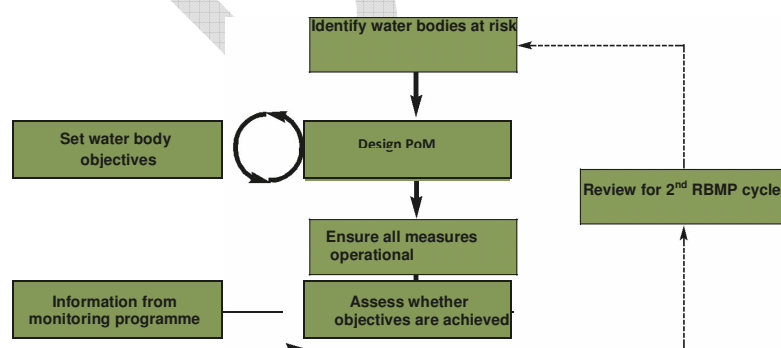 Identify water bodies at risk
Set water body
objectives
Design PoM
Review for 2nd RBMP cycle
Ensure all measures
operational
Information from
monitoring programme
Assess whether
objectives are achieved